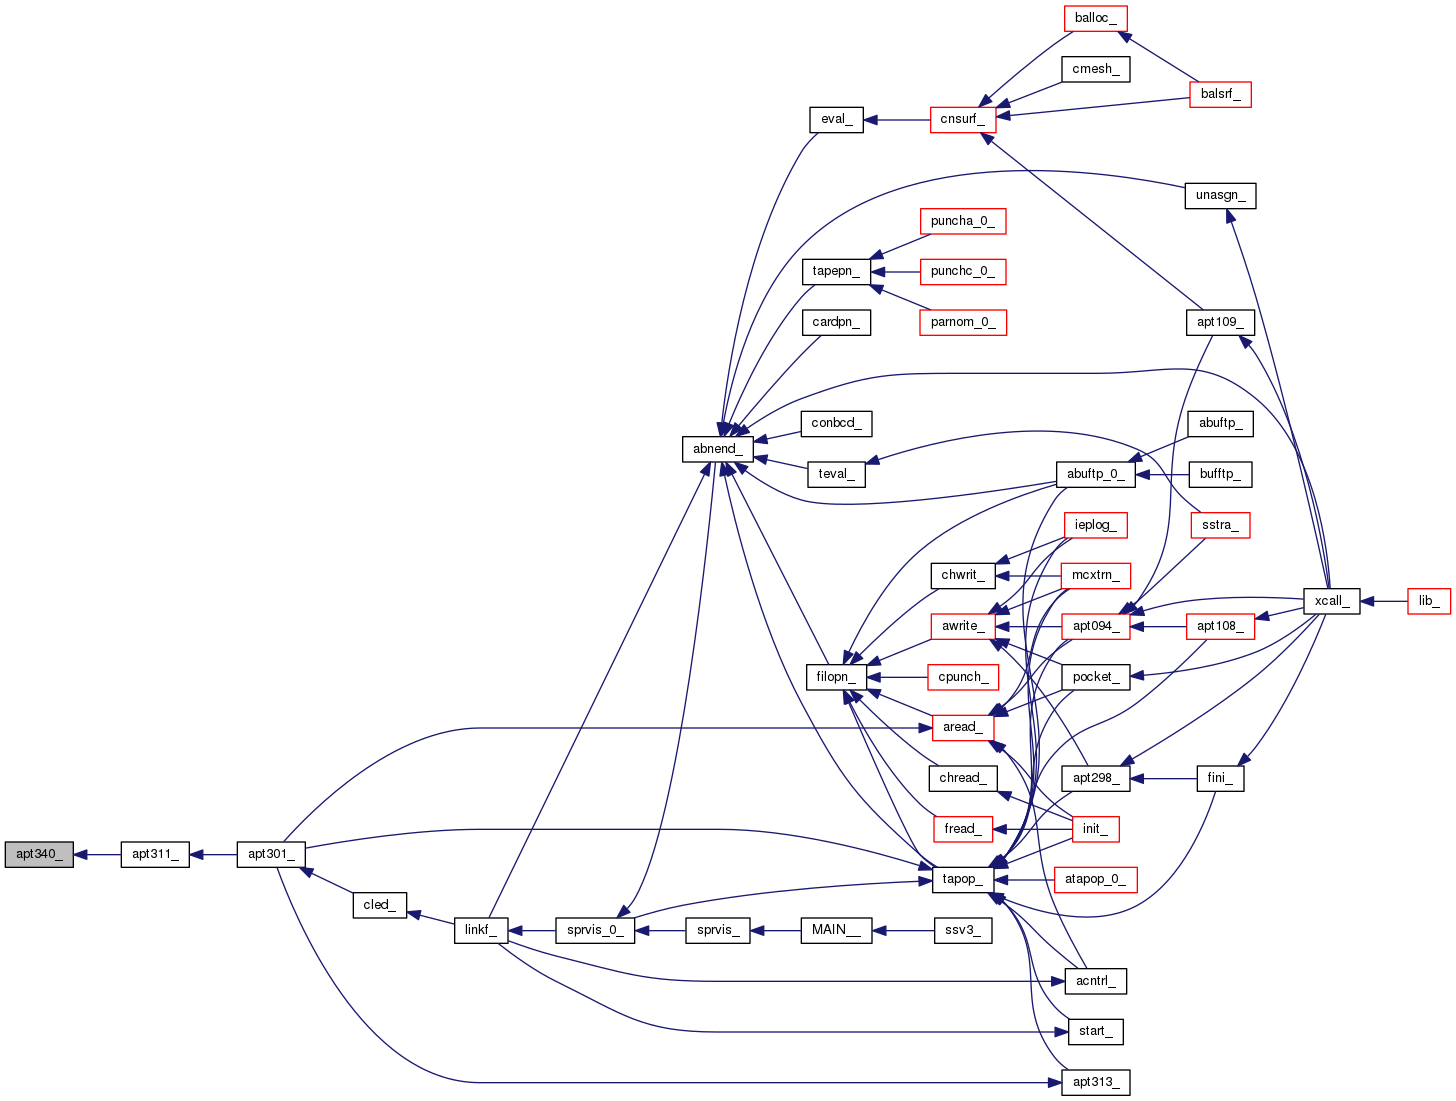 balloc_
cmesh_
balsrf_
eval_
cnsurf_
unasgn_
puncha_0_
tapepn_
punchc_0_
cardpn_
parnom_0_
apt109_
conbcd_
abuftp_
abnend_
teval_
abuftp_0_
bufftp_
ieplog_
sstra_
chwrit_
mcxtrn_
xcall_
lib_
awrite_
apt094_
apt108_
filopn_
cpunch_
pocket_
aread_
chread_
apt298_
fini_
fread_
init_
apt340_
apt311_
apt301_
tapop_
atapop_0_
cled_
linkf_
sprvis_0_
sprvis_
MAIN__
ssv3_
acntrl_
start_
apt313_